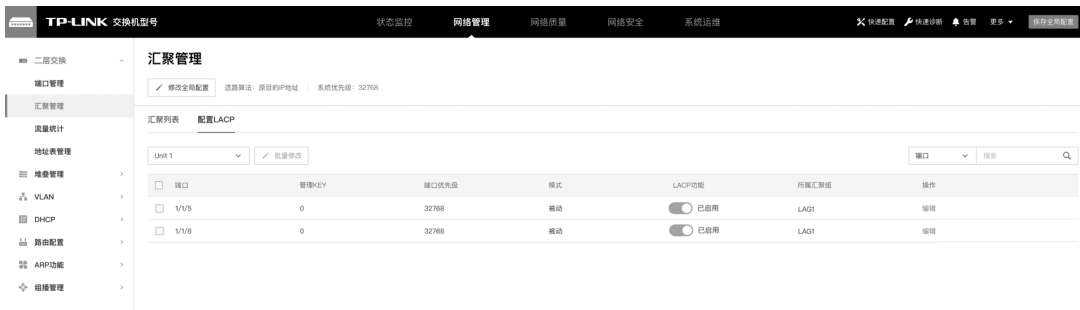 TP-LINK 交换机型号 状态监控 网络管理 网络质量 网络安全 系统运维 快速配置 快速诊断 告警 更多 保存全局配置
二层交换
端口管理
汇聚管理
流量统计
地址表管理
堆叠管理
VLAN
DHCP
路由配置
ARP功能
组播管理
汇聚管理
修改全局配置 选路算法：原目的IP地址 系统优先级：32768
汇聚列表 配置LACP
Unit 1 批量修改 端口 搜索
端口 管理KEY 端口优先级 模式 LACP功能 所属汇聚组 操作
1/1/5 0 32768 被动 已启用 LAG1 编辑
1/1/6 0 32768 被动 已启用 LAG1 编辑